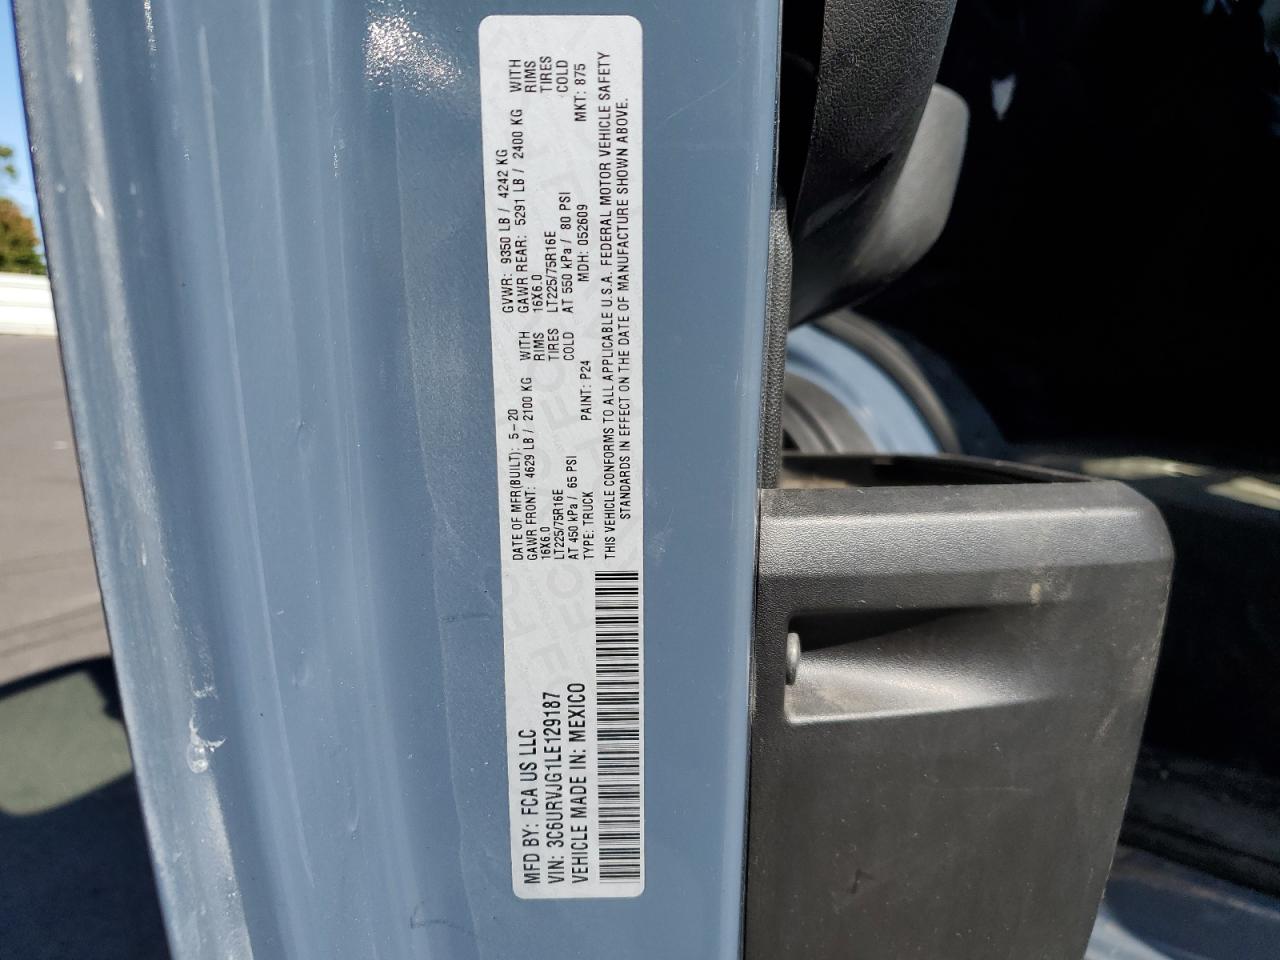 MFD BY: FCA US LLC
VIN: 3C6URVJG1LE129187
VEHICLE MADE IN: MEXICO
DATE OF MFR(BUILT): 5-20
GVWR: 9350 LB / 4242 KG
GAWR FRONT: 4629 LB / 2100 KG WITH
16X6.0 RIMS
LT225/75R16E TIRES
AT 450 kPa / 65 PSI COLD
GAWR REAR: 5291 LB / 2400 KG WITH
16X6.0 RIMS
LT225/75R16E TIRES
AT 550 kPa / 80 PSI COLD
TYPE: TRUCK PAINT: P24 MDH: 052609 MKT: 875
THIS VEHICLE CONFORMS TO ALL APPLICABLE U.S.A. FEDERAL MOTOR VEHICLE SAFETY
STANDARDS IN EFFECT ON THE DATE OF MANUFACTURE SHOWN ABOVE.